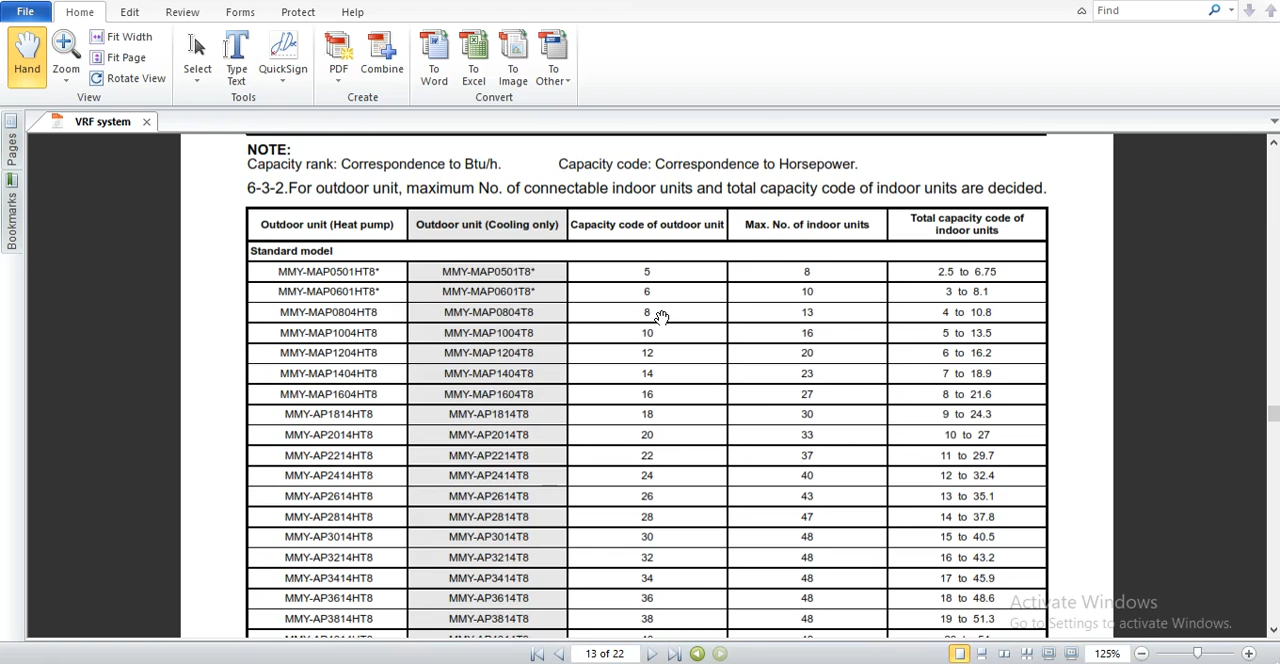 File Home Edit Review Forms Protect Help Find
Hand Zoom Fit Width Fit Page Rotate View View
Select Type Text QuickSign Tools
PDF Combine Create
To Word To Excel To Image To Other Convert
VRF system
Pages
Bookmarks
NOTE:
Capacity rank: Correspondence to Btu/h. Capacity code: Correspondence to Horsepower.
6-3-2.For outdoor unit, maximum No. of connectable indoor units and total capacity code of indoor units are decided.
Outdoor unit (Heat pump) Outdoor unit (Cooling only) Capacity code of outdoor unit Max. No. of indoor units Total capacity code of indoor units
Standard model
MMY-MAP0501HT8* MMY-MAP0501T8* 5 8 2.5 to 6.75
MMY-MAP0601HT8* MMY-MAP0601T8* 6 10 3 to 8.1
MMY-MAP0804HT8 MMY-MAP0804T8 8 13 4 to 10.8
MMY-MAP1004HT8 MMY-MAP1004T8 10 16 5 to 13.5
MMY-MAP1204HT8 MMY-MAP1204T8 12 20 6 to 16.2
MMY-MAP1404HT8 MMY-MAP1404T8 14 23 7 to 18.9
MMY-MAP1604HT8 MMY-MAP1604T8 16 27 8 to 21.6
MMY-AP1814HT8 MMY-AP1814T8 18 30 9 to 24.3
MMY-AP2014HT8 MMY-AP2014T8 20 33 10 to 27
MMY-AP2214HT8 MMY-AP2214T8 22 37 11 to 29.7
MMY-AP2414HT8 MMY-AP2414T8 24 40 12 to 32.4
MMY-AP2614HT8 MMY-AP2614T8 26 43 13 to 35.1
MMY-AP2814HT8 MMY-AP2814T8 28 47 14 to 37.8
MMY-AP3014HT8 MMY-AP3014T8 30 48 15 to 40.5
MMY-AP3214HT8 MMY-AP3214T8 32 48 16 to 43.2
MMY-AP3414HT8 MMY-AP3414T8 34 48 17 to 45.9
MMY-AP3614HT8 MMY-AP3614T8 36 48 18 to 48.6
MMY-AP3814HT8 MMY-AP3814T8 38 48 19 to 51.3
Activate Windows
Go to Settings to activate Windows.
13 of 22 125%